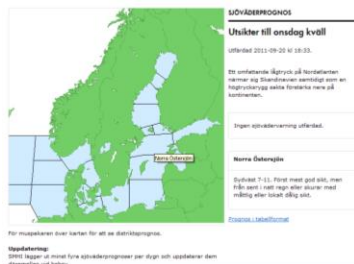 SJÖVÄDERPROGNOS
Utsikter till onsdag kväll
Utfärdad 2011-09-20 kl 16:33.
Ett omfattande lågtryck på Nordatlanten
närmar sig Skandinavien samtidigt som en
högtrycksrygg sakta förstärks nere på
kontinenten.
Ingen sjövädervarning utfärdad.
Norra Östersjön
Norra Östersjön
Sydväst 7-11. Först mest god sikt, men
från sent i natt regn eller skurar med
måttlig eller lokalt dålig sikt.
Prognos i tabellformat
För muspekaren över kartan för att se distriktsprognos.
Uppdatering:
SMHI lägger ut minst fyra sjöväderprognoser per dygn och uppdaterar dem